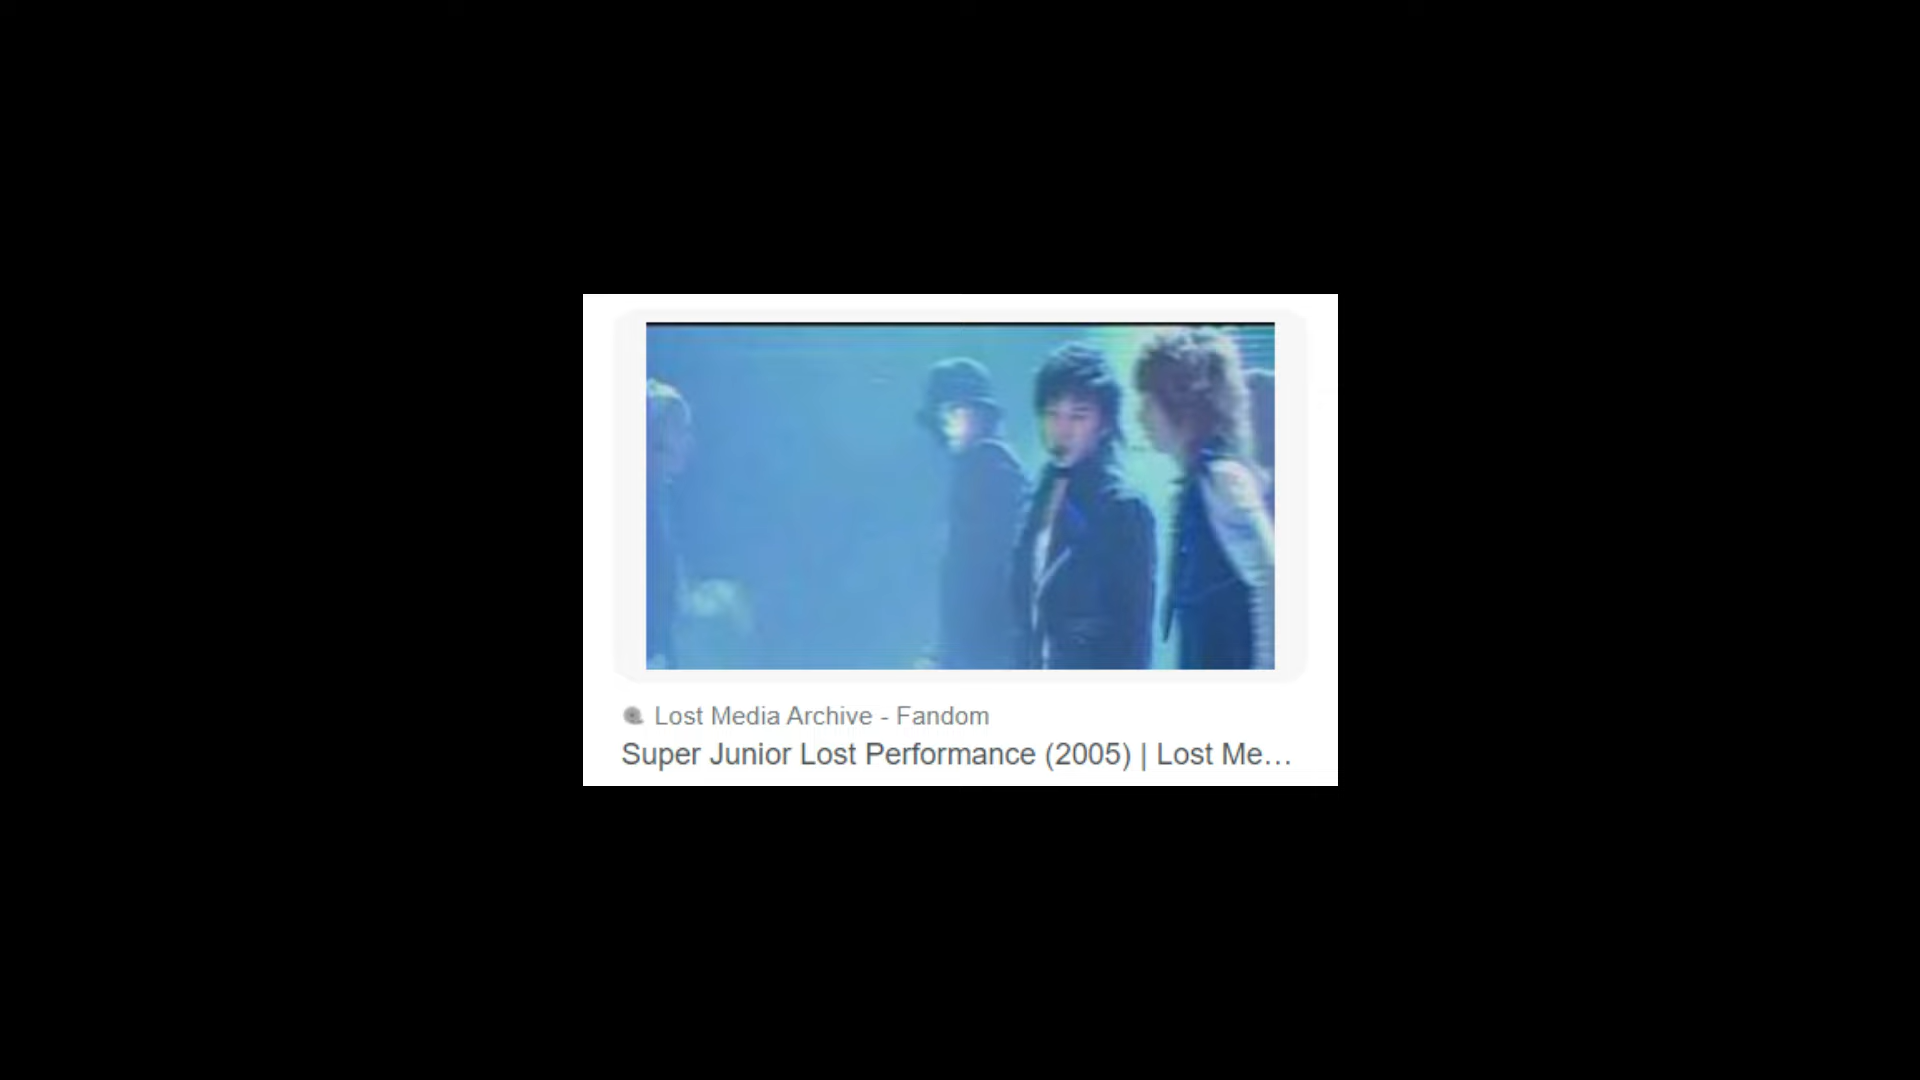 Lost Media Archive - Fandom
Super Junior Lost Performance (2005) | Lost Me...